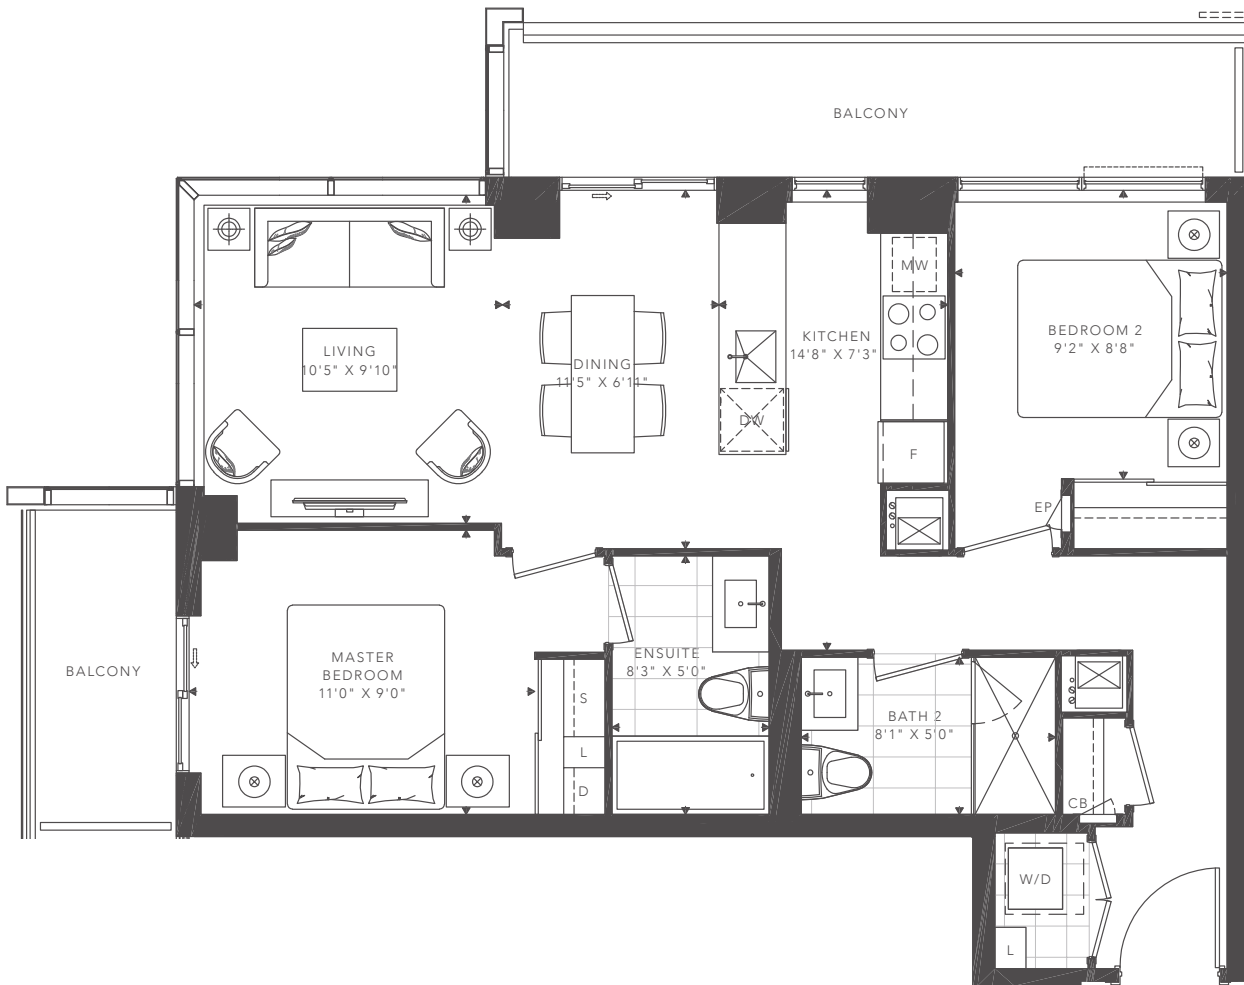 BALCONY
MW
KITCHEN
14'8" X 7'3"
BEDROOM 2
9'2" X 8'8"
LIVING
10'5" X 9'10"
DINING
11'5" X 6'11"
DW
F
EP
MASTER
BEDROOM
11'0" X 9'0"
BALCONY
ENSUITE
8'3" X 5'0"
S
L
D
BATH 2
8'1" X 5'0"
CB
W/D
L